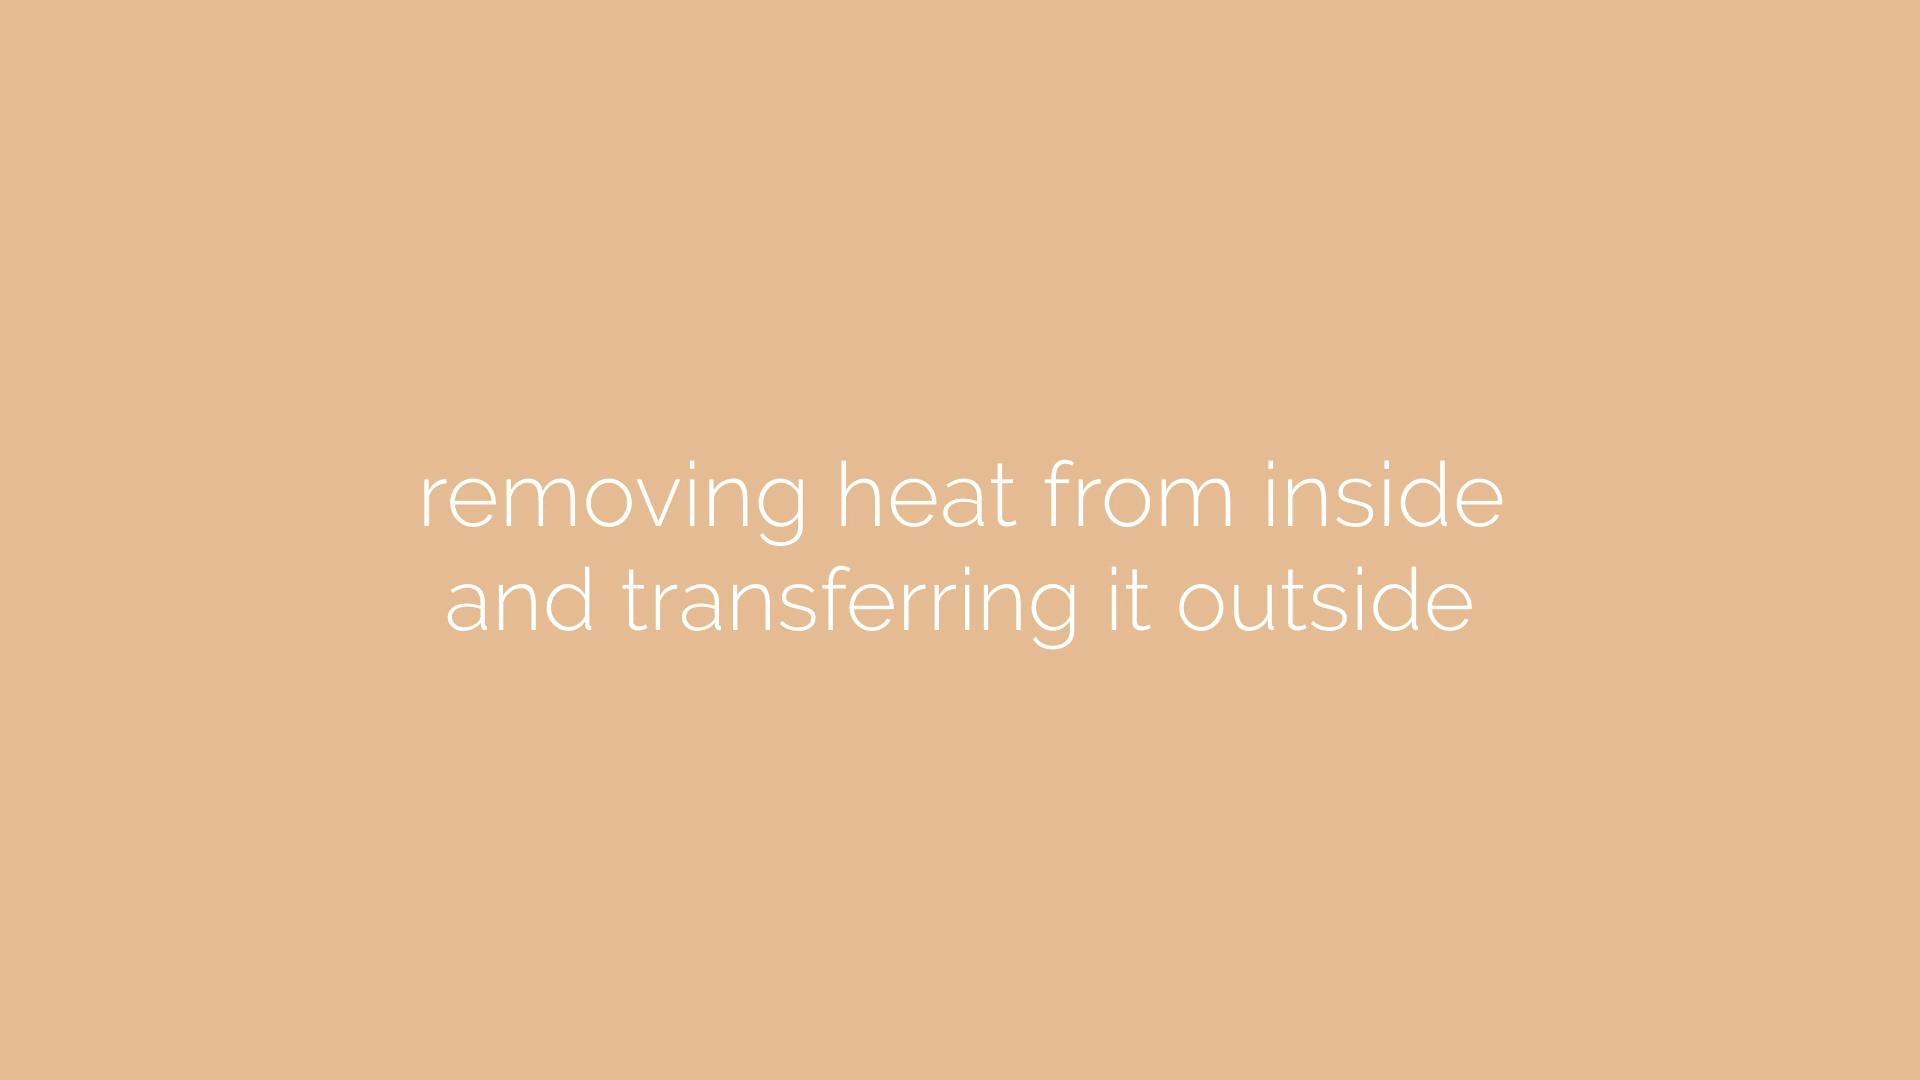 removing heat from inside
and transferring it outside